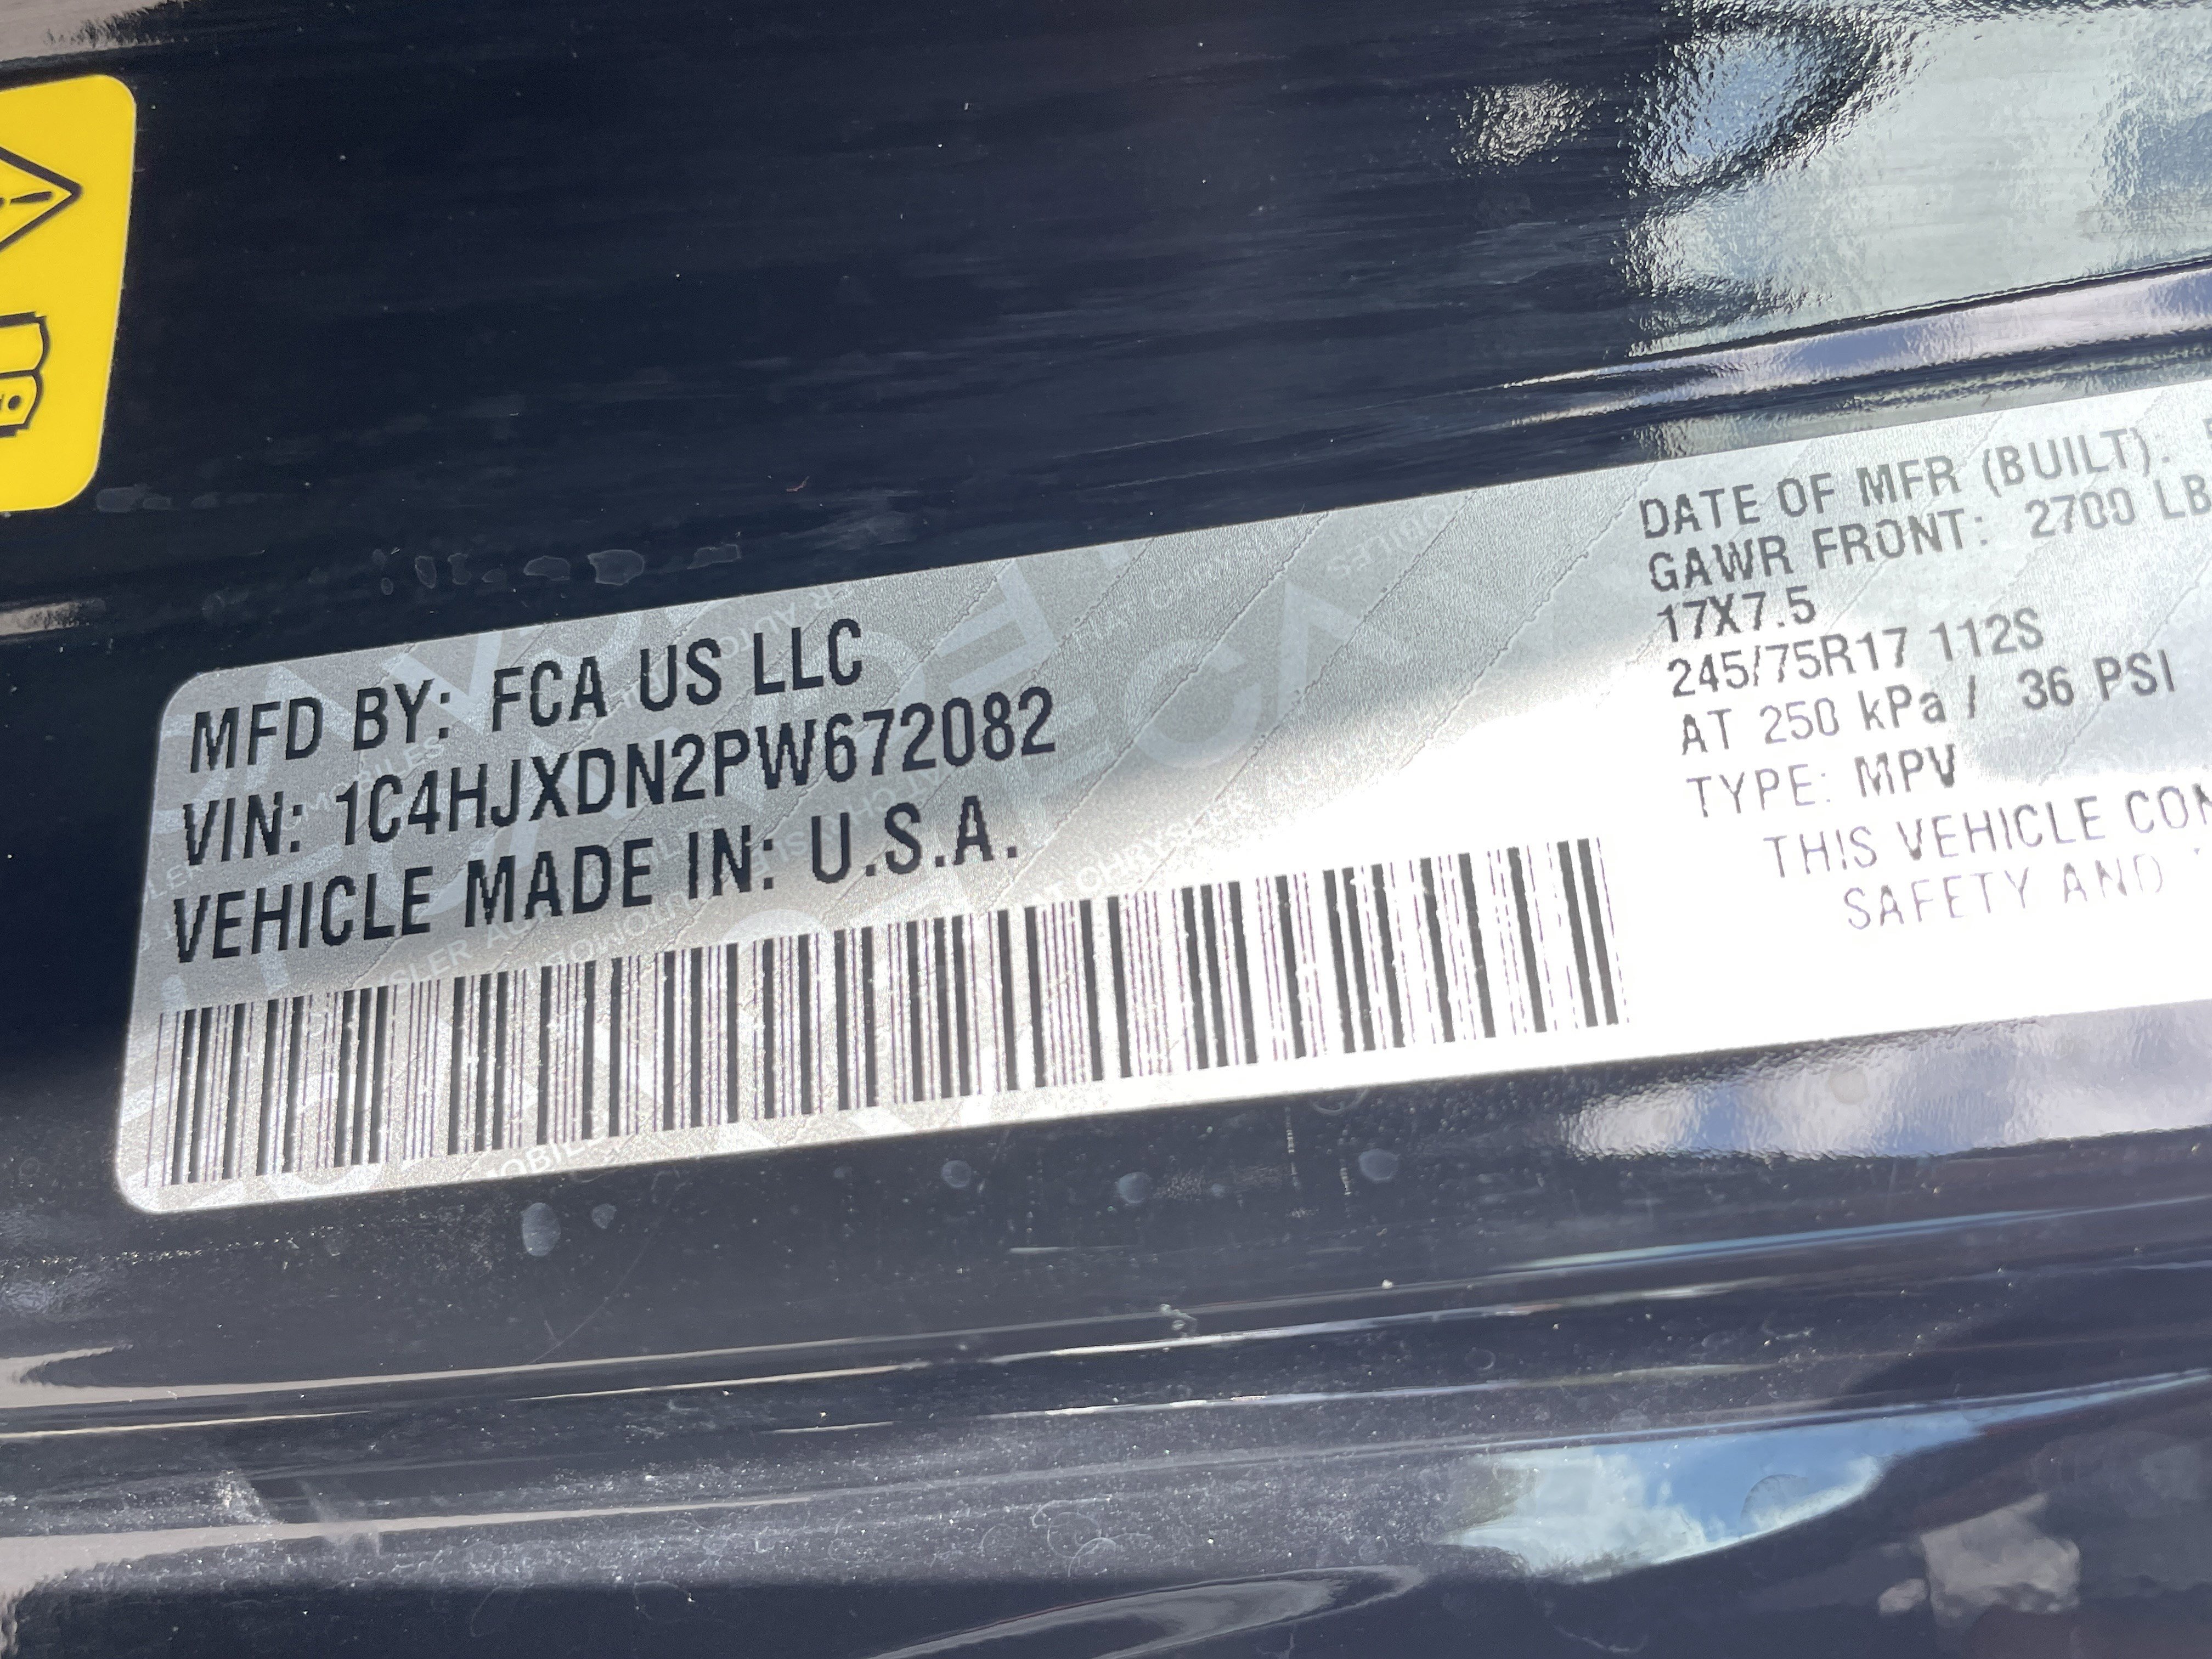 MFD BY: FCA US LLC
VIN: 1C4HJXDN2PW672082
VEHICLE MADE IN: U.S.A.
DATE OF MFR (BUILT):
GAWR FRONT: 2700 LB
17X7.5
245/75R17 112S
AT 250 kPa / 36 PSI
TYPE: MPV
THIS VEHICLE CON
SAFETY AND